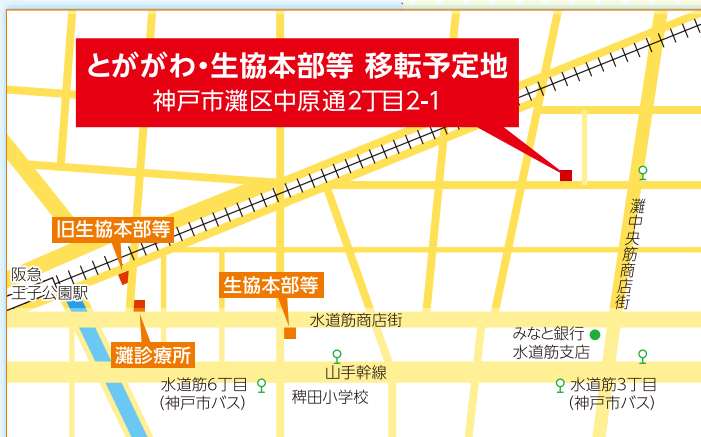 とががわ・生協本部等 移転予定地
神戸市灘区中原通2丁目2-1
灘中央筋商店街
旧生協本部等
阪急
王子公園駅
生協本部等
水道筋商店街
みなと銀行
水道筋支店
灘診療所
山手幹線
水道筋6丁目
(神戸市バス)
稗田小学校
水道筋3丁目
(神戸市バス)